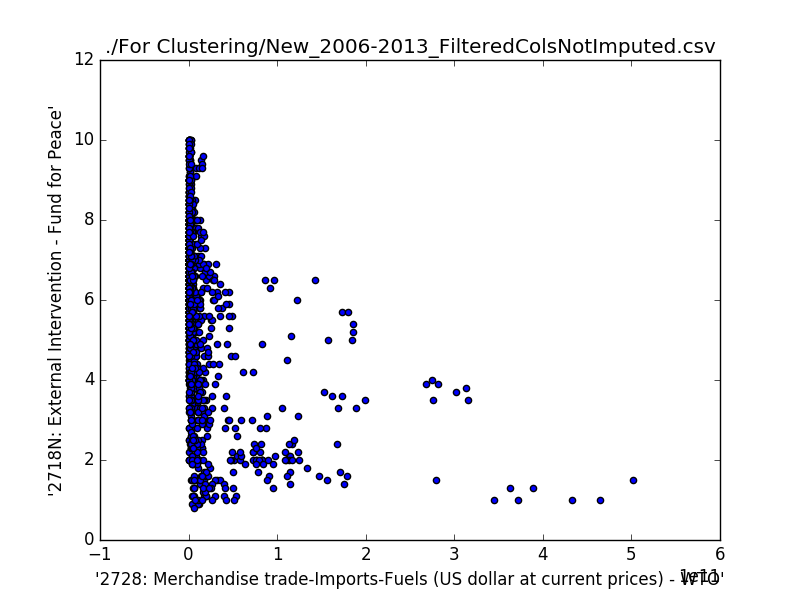 ./For Clustering/New_2006-2013_FilteredColsNotImputed.csv
12
10
8
6
4
2
0
'2718N: External Intervention - Fund for Peace'
−1 0 1 2 3 4 5 6
1e11
'2728: Merchandise trade-Imports-Fuels (US dollar at current prices) - WTO'